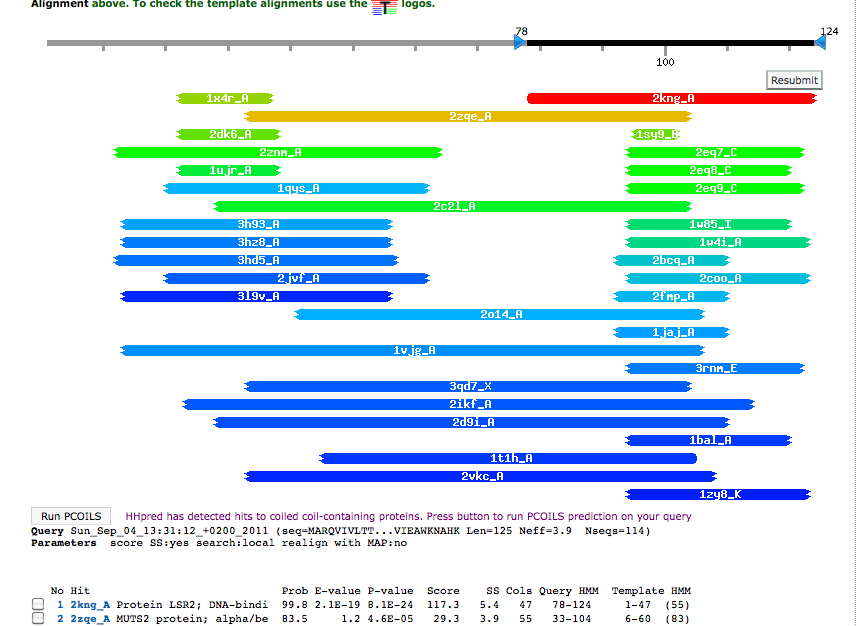 Alignment above. To check the template alignments use the T logos.
78 124
100
Resubmit
1x4r_A 2kng_A
2zqe_A
2dk6_A
2znm_A 2eq7_C
1ujr_A 2eq8_C
1qys_A 2eq9_C
2c2l_A
3h93_A 1w85_I
3hz8_A 1w4i_A
3hd5_A 2bcq_A
2jvf_A 2coo_A
3l9v_A 2fmp_A
2o14_A
1jaj_A
1vjg_A
3rnm_E
3qd7_X
2ikf_A
2d9i_A
1bal_A
1t1h_A
2vkc_A
1zy8_K
Run PCOILS HHpred has detected hits to coiled coil-containing proteins. Press button to run PCOILS prediction on your query
Query Sun_Sep_04_13:31:12_+0200_2011 (seq=MARQVIVLTT...VIEAWKNAHK Len=125 Neff=3.9 Nseqs=114)
Parameters score SS:yes search:local realign with MAP:no
No Hit Prob E-value P-value Score SS Cols Query HMM Template HMM
1 2kng_A Protein LSR2; DNA-bindi 99.8 2.1E-19 8.1E-24 117.3 5.4 47 78-124 1-47 (55)
2 2zqe_A MUTS2 protein; alpha/be 83.5 1.2 4.6E-05 29.3 3.9 55 33-104 6-60 (83)